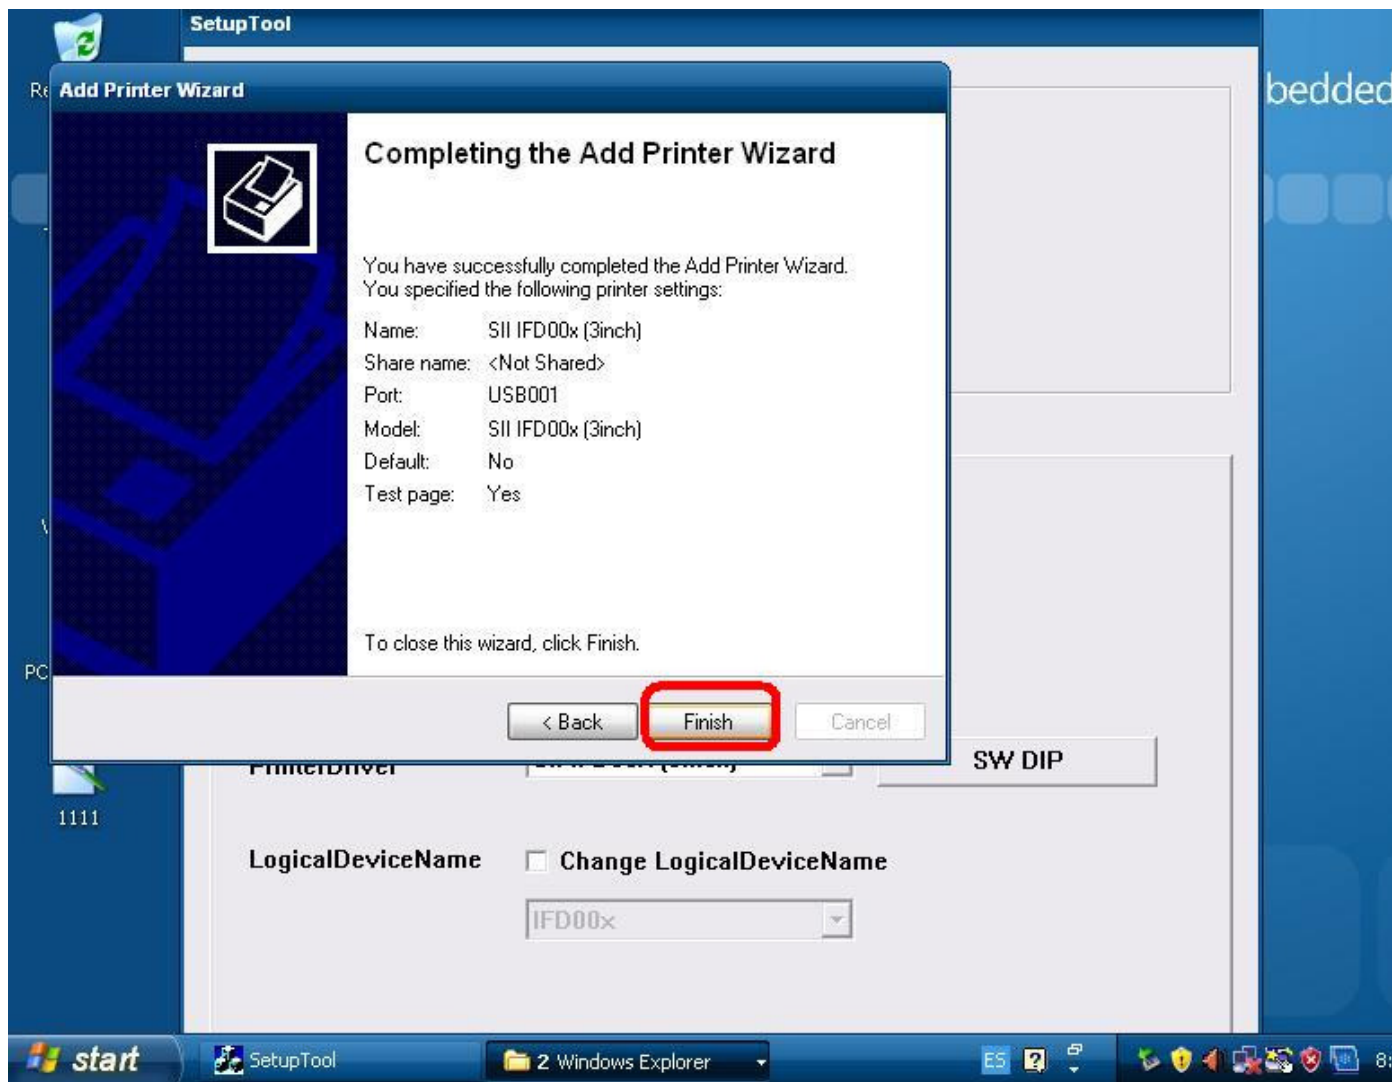 SetupTool
Add Printer Wizard
bedded
Completing the Add Printer Wizard
You have successfully completed the Add Printer Wizard.
You specified the following printer settings:
Name: SII IFD00x (3inch)
Share name: <Not Shared>
Port: USB001
Model: SII IFD00x (3inch)
Default: No
Test page: Yes
To close this wizard, click Finish.
PC
< Back Finish Cancel
PrinterDriver SW DIP
1111
LogicalDeviceName Change LogicalDeviceName
IFD00x
start SetupTool 2 Windows Explorer ES 8: